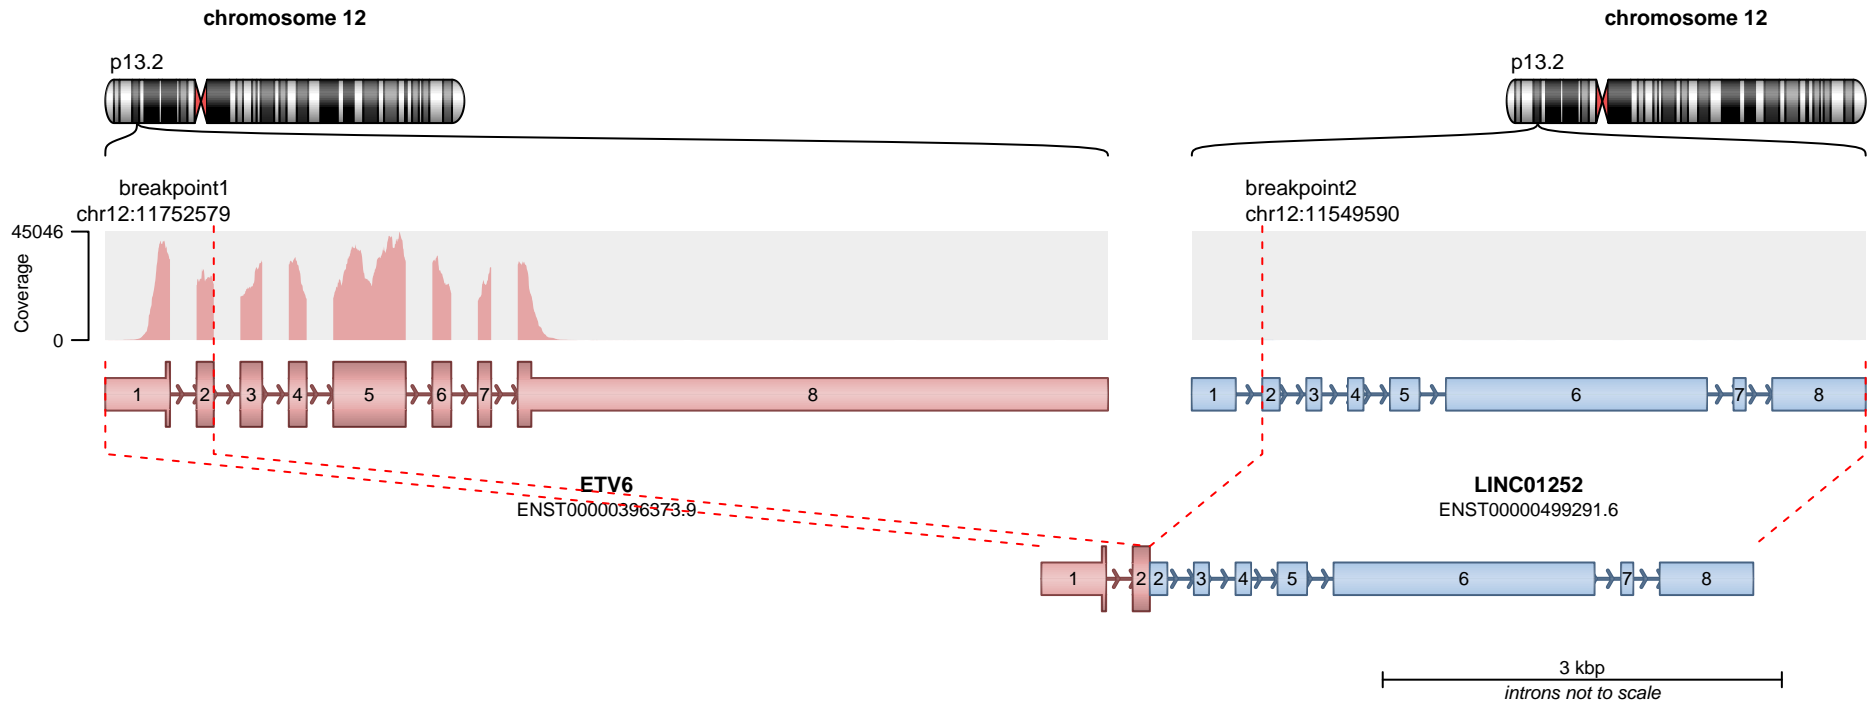 chromosome 12
chromosome 12
p13.2
p13.2
breakpoint1
chr12:11752579
breakpoint2
chr12:11549590
45046
Coverage
0
1 2 3 4 5 6 7 8
1 2 3 4 5 6 7 8
ETV6
ENST00000396373.9
LINC01252
ENST00000499291.6
1 2 2 3 4 5 6 7 8
3 kbp
introns not to scale